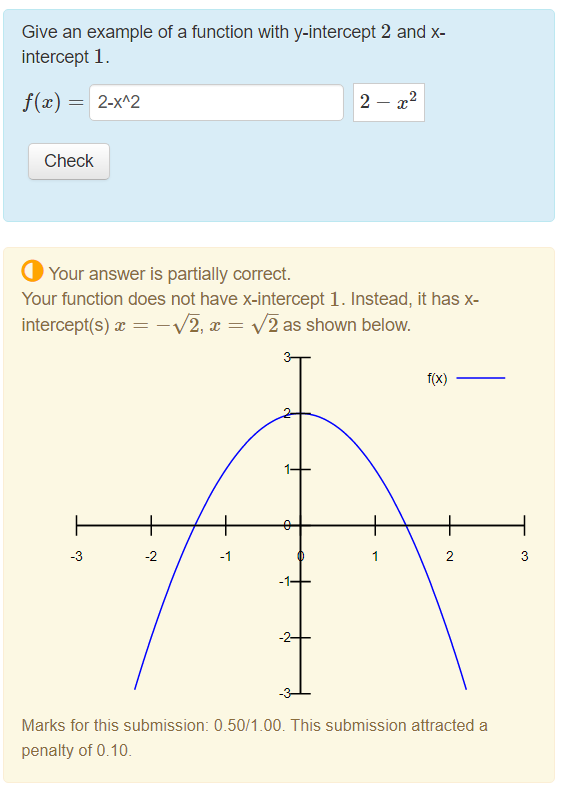 Give an example of a function with y-intercept 2 and x-
intercept 1.
f(x) = 2-x^2 2 − x²
Check
Your answer is partially correct.
Your function does not have x-intercept 1. Instead, it has x-
intercept(s) x = −√2, x = √2 as shown below.
3
f(x)
2
1
0
-3 -2 -1 0 1 2 3
-1
-2
-3
Marks for this submission: 0.50/1.00. This submission attracted a
penalty of 0.10.